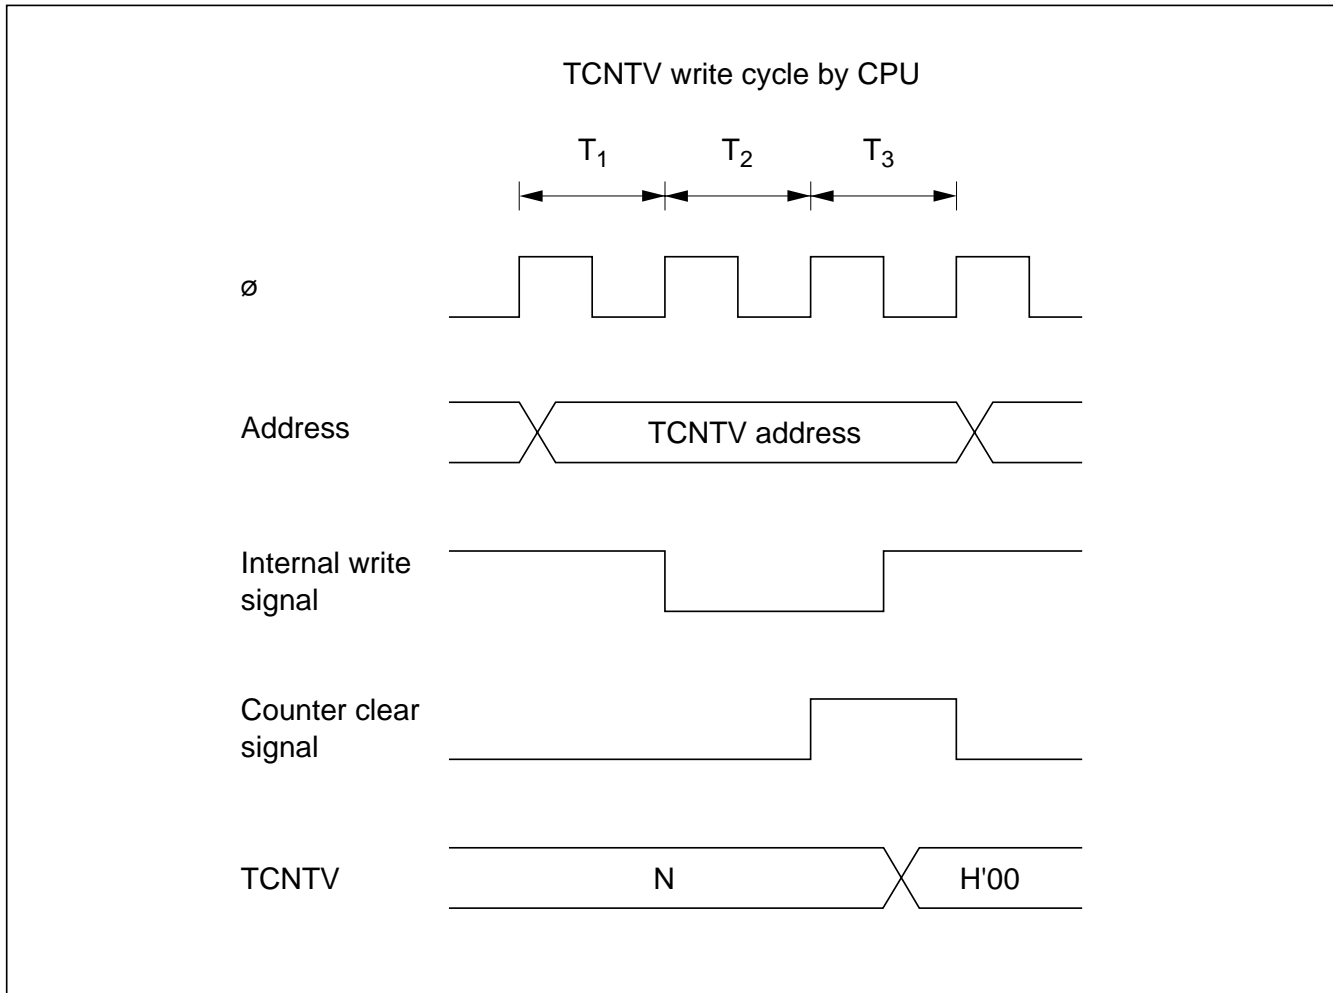 TCNTV write cycle by CPU
T1 T2 T3
ø
Address
TCNTV address
Internal write
signal
Counter clear
signal
TCNTV
N
H'00